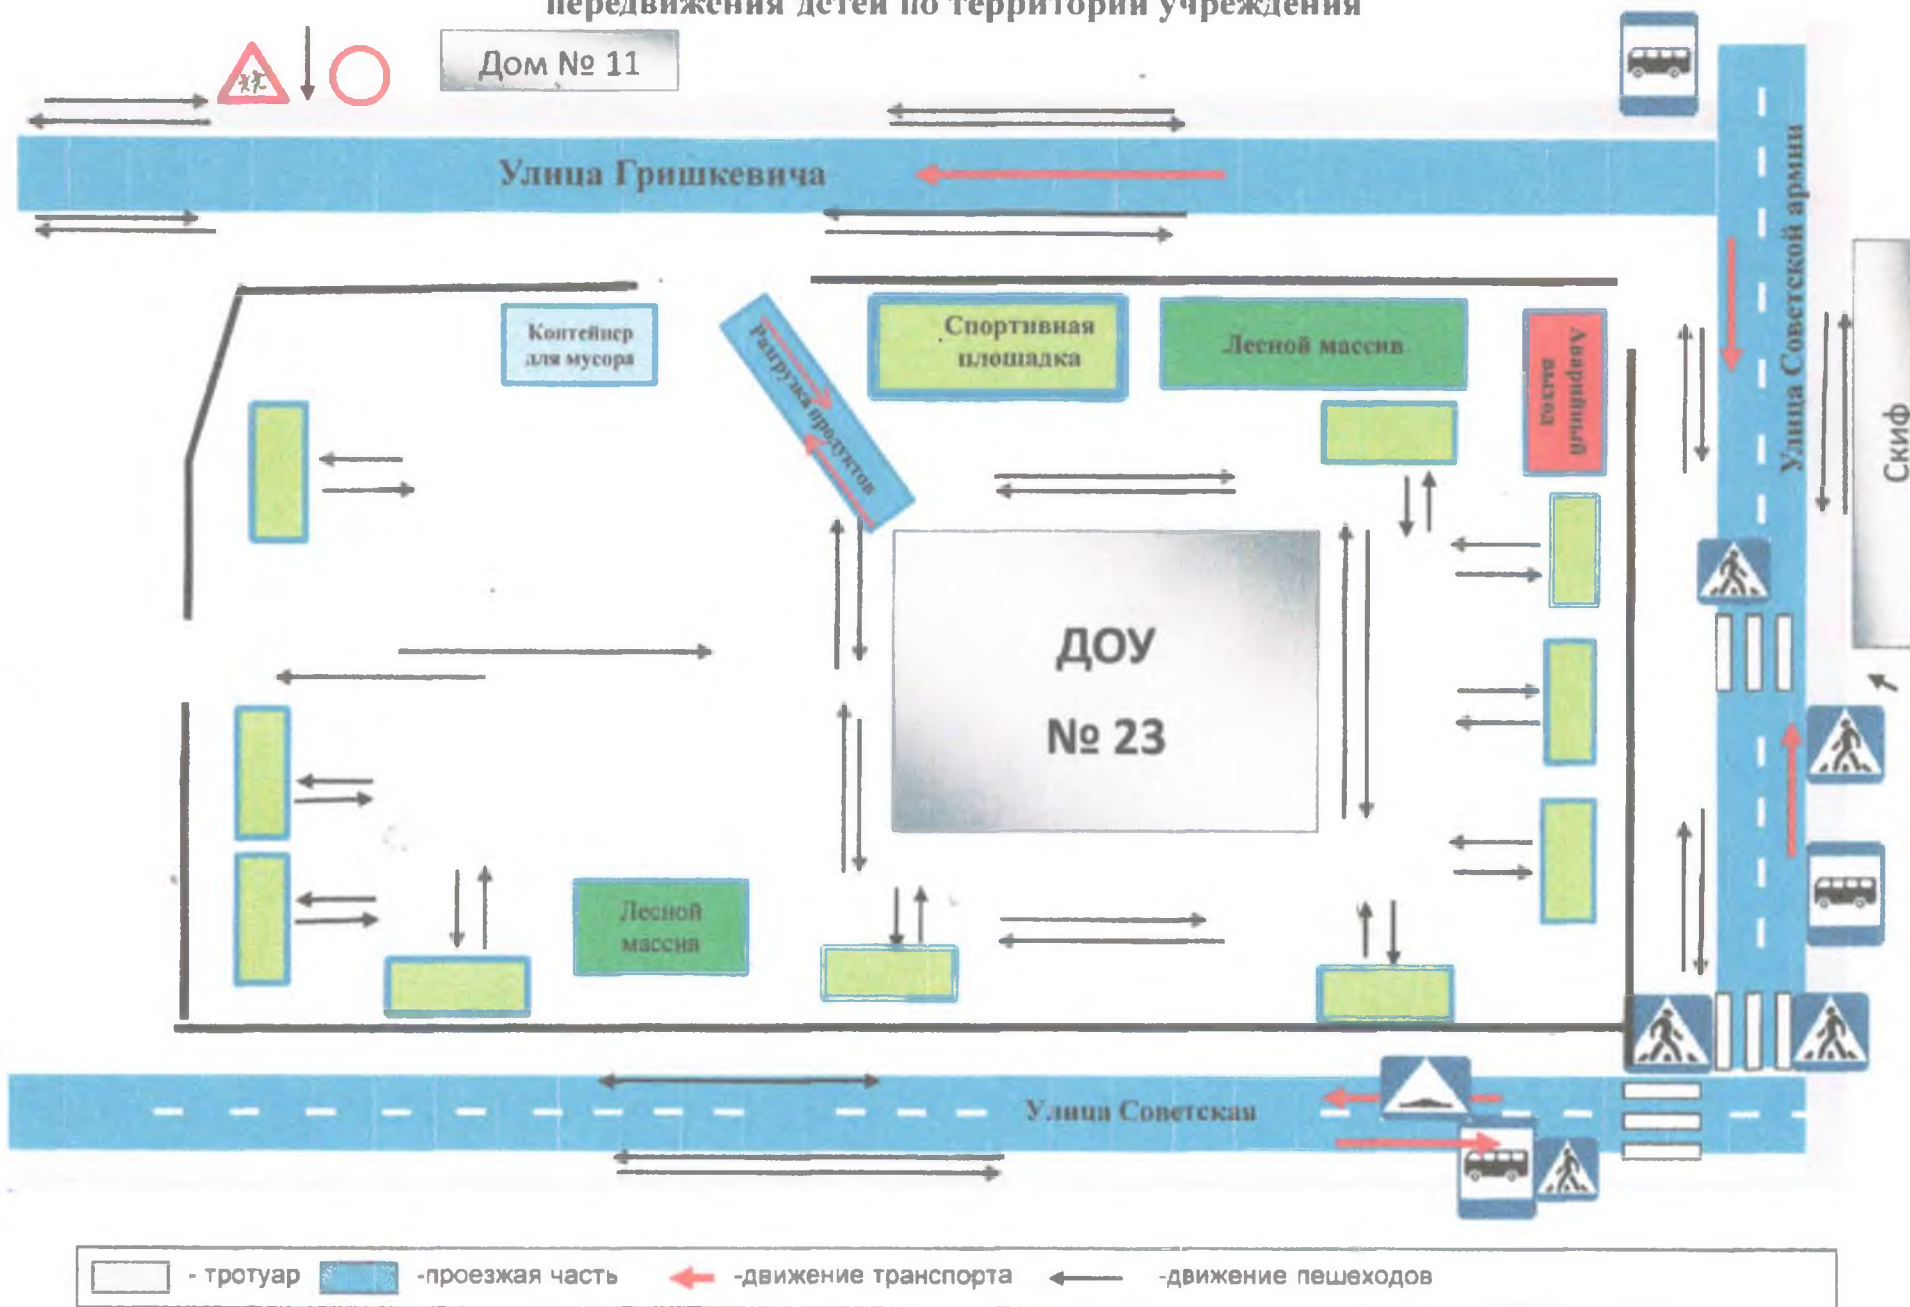 передвижения детей по территории учреждения
Дом № 11
Улица Гришкевича
Улица Советской армии
Скиф
Контейнер
для мусора
Разгрузка продуктов
Спортивная
площадка
Лесной массив
Аварийный
выход
ДОУ
№ 23
Лесной
массив
Улица Советская
- тротуар
-проезжая часть
-движение транспорта
-движение пешеходов